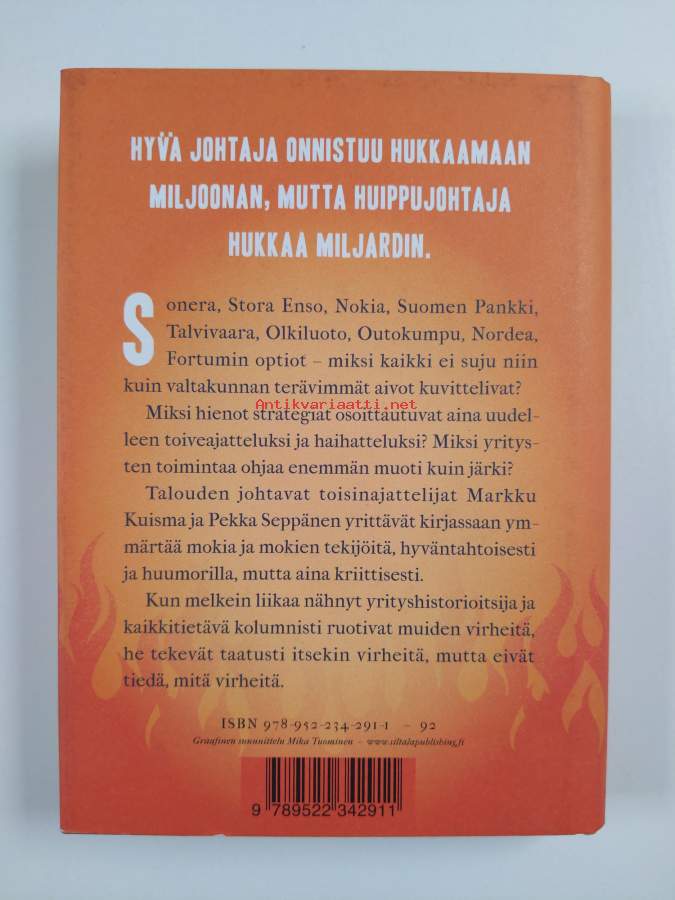 HYVÄ JOHTAJA ONNISTUU HUKKAAMAAN
MILJOONAN, MUTTA HUIPPUJOHTAJA
HUKKAA MILJARDIN.
Sonera, Stora Enso, Nokia, Suomen Pankki,
Talvivaara, Olkiluoto, Outokumpu, Nordea,
Fortumin optiot – miksi kaikki ei suju niin
kuin valtakunnan terävimmät aivot kuvittelivat?
Antikvariaatti.net
Miksi hienot strategiat osoittautuvat aina uudel-
leen toiveajatteluksi ja haihatteluksi? Miksi yritys-
ten toimintaa ohjaa enemmän muoti kuin järki?
Talouden johtavat toisinajattelijat Markku
Kuisma ja Pekka Seppänen yrittävät kirjassaan ym-
märtää mokia ja mokien tekijöitä, hyväntahtoisesti
ja huumorilla, mutta aina kriittisesti.
Kun melkein liikaa nähnyt yrityshistorioitsija ja
kaikkitietävä kolumnisti ruotivat muiden virheitä,
he tekevät taatusti itsekin virheitä, mutta eivät
tiedä, mitä virheitä.
ISBN 978-952-234-291-1 – 92
Graafinen suunnittelu Mika Tuominen – www.siltalapublishing.fi
9 789522 342911